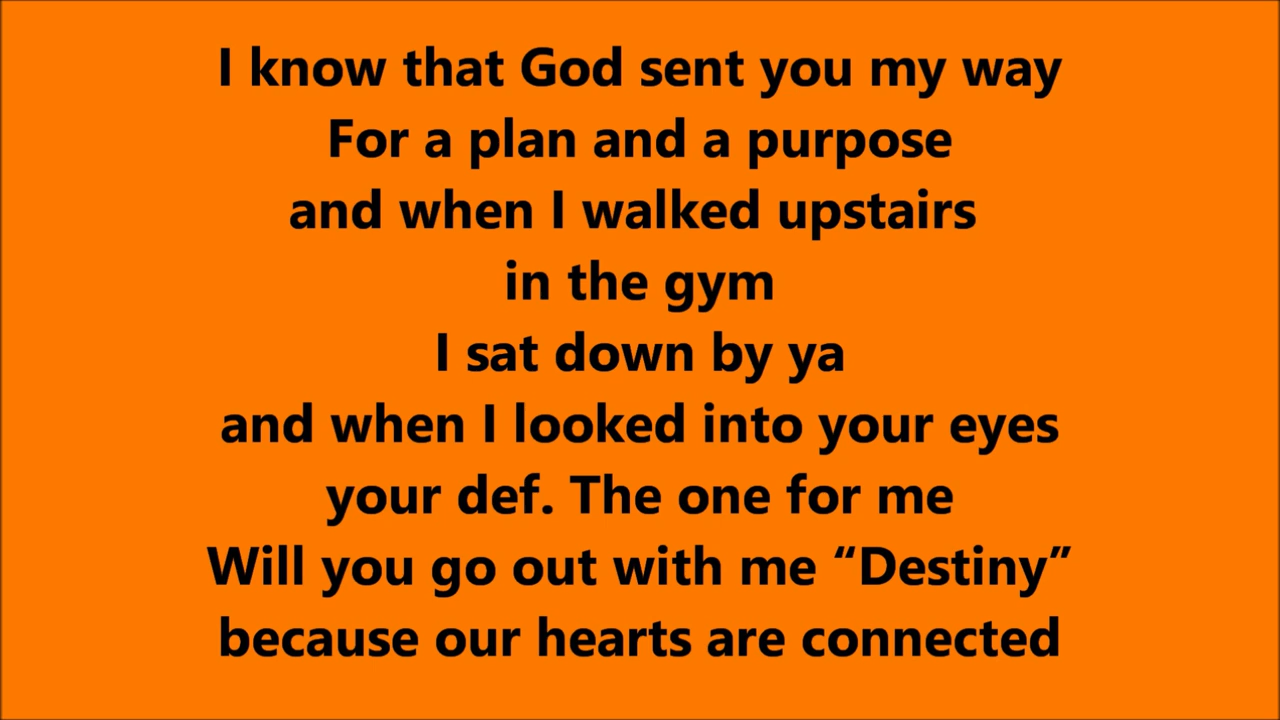 I know that God sent you my way
For a plan and a purpose
and when I walked upstairs
in the gym
I sat down by ya
and when I looked into your eyes
your def. The one for me
Will you go out with me “Destiny”
because our hearts are connected